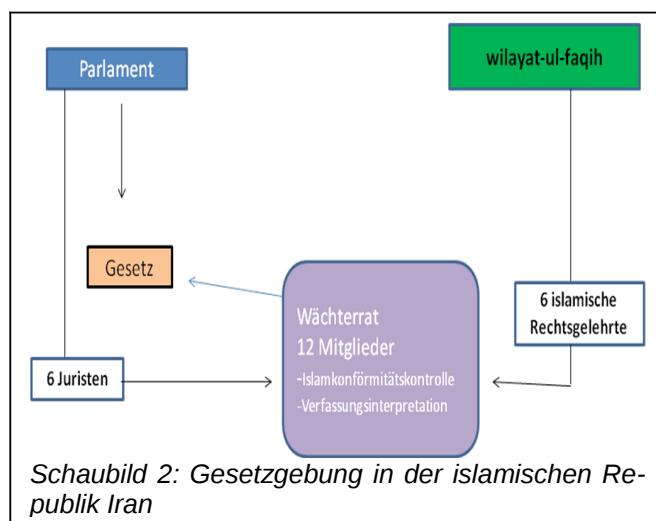 Parlament
wilayat-ul-faqih
Gesetz
6 islamische
Rechtsgelehrte
Wächterrat
12 Mitglieder
-Islamkonförmitätskontrolle
-Verfassungsinterpretation
6 Juristen
Schaubild 2: Gesetzgebung in der islamischen Re-
publik Iran